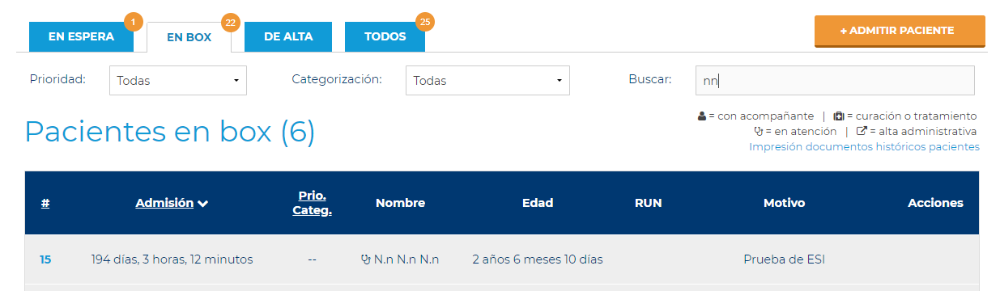 EN ESPERA 1 EN BOX 22 DE ALTA TODOS 25 + ADMITIR PACIENTE
Prioridad: Todas Categorización: Todas Buscar: nn
= con acompañante | = curación o tratamiento
= en atención | = alta administrativa
Impresión documentos históricos pacientes
Pacientes en box (6)
# Admisión Prio. Categ. Nombre Edad RUN Motivo Acciones
15 194 días, 3 horas, 12 minutos -- N.n N.n N.n 2 años 6 meses 10 días Prueba de ESI